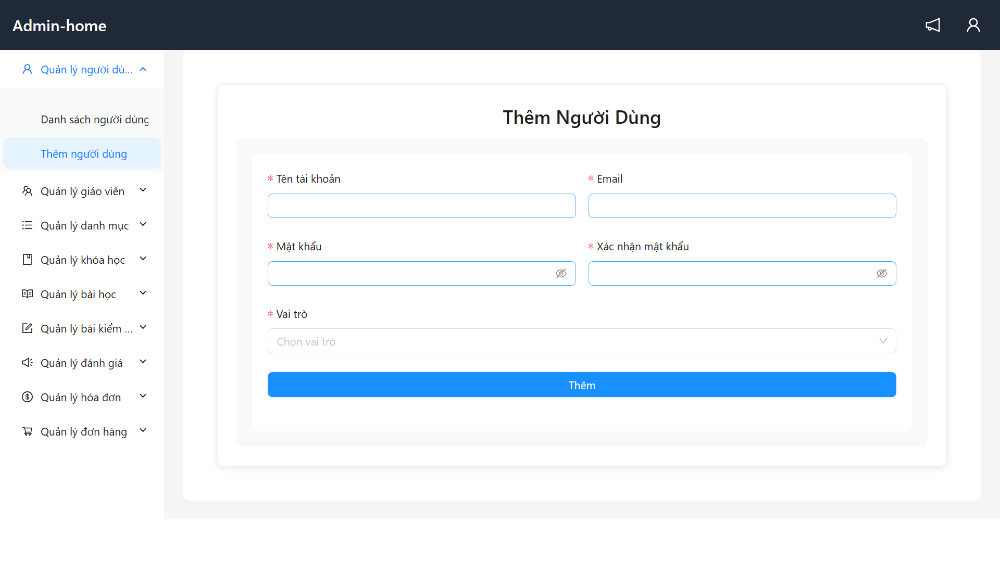 Admin-home
Quản lý người dù...
Danh sách người dùng
Thêm người dùng
Quản lý giáo viên
Quản lý danh mục
Quản lý khóa học
Quản lý bài học
Quản lý bài kiểm ...
Quản lý đánh giá
Quản lý hóa đơn
Quản lý đơn hàng
Thêm Người Dùng
* Tên tài khoản
* Email
* Mật khẩu
* Xác nhận mật khẩu
* Vai trò
Chọn vai trò
Thêm